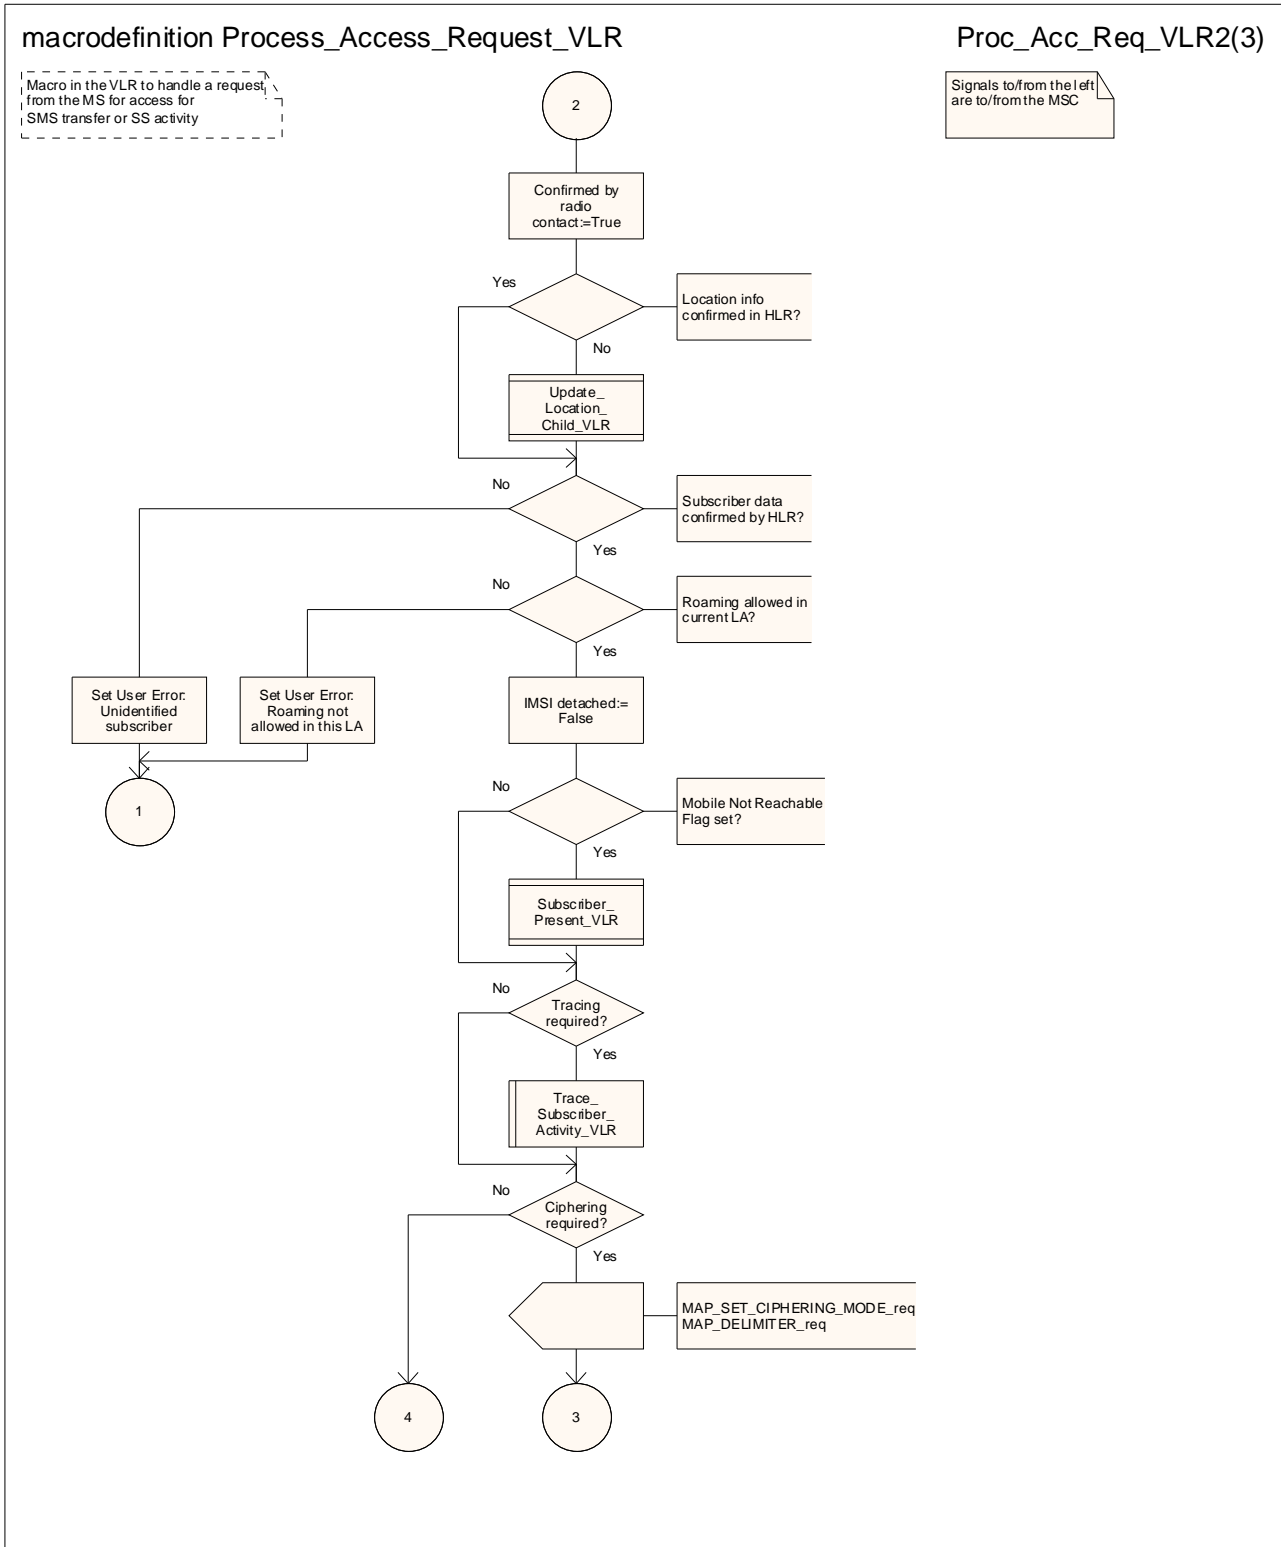 macrodefinition Process_Access_Request_VLR
Proc_Acc_Req_VLR2(3)
Macro in the VLR to handle a request
from the MS for access for
SMS transfer or SS activity
2
Signals to/from the left
are to/from the MSC
Confirmed by
radio
contact:=True
Yes
Location info
confirmed in HLR?
No
Update_
Location_
Child_VLR
No
Subscriber data
confirmed by HLR?
Yes
No
Roaming allowed in
current LA?
Yes
Set User Error:
Unidentified
subscriber
Set User Error:
Roaming not
allowed in this LA
IMSI detached:=
False
1
No
Mobile Not Reachable
Flag set?
Yes
Subscriber_
Present_VLR
No
Tracing
required?
Yes
Trace_
Subscriber_
Activity_VLR
No
Ciphering
required?
Yes
MAP_SET_CIPHERING_MODE_req
MAP_DELIMITER_req
4
3